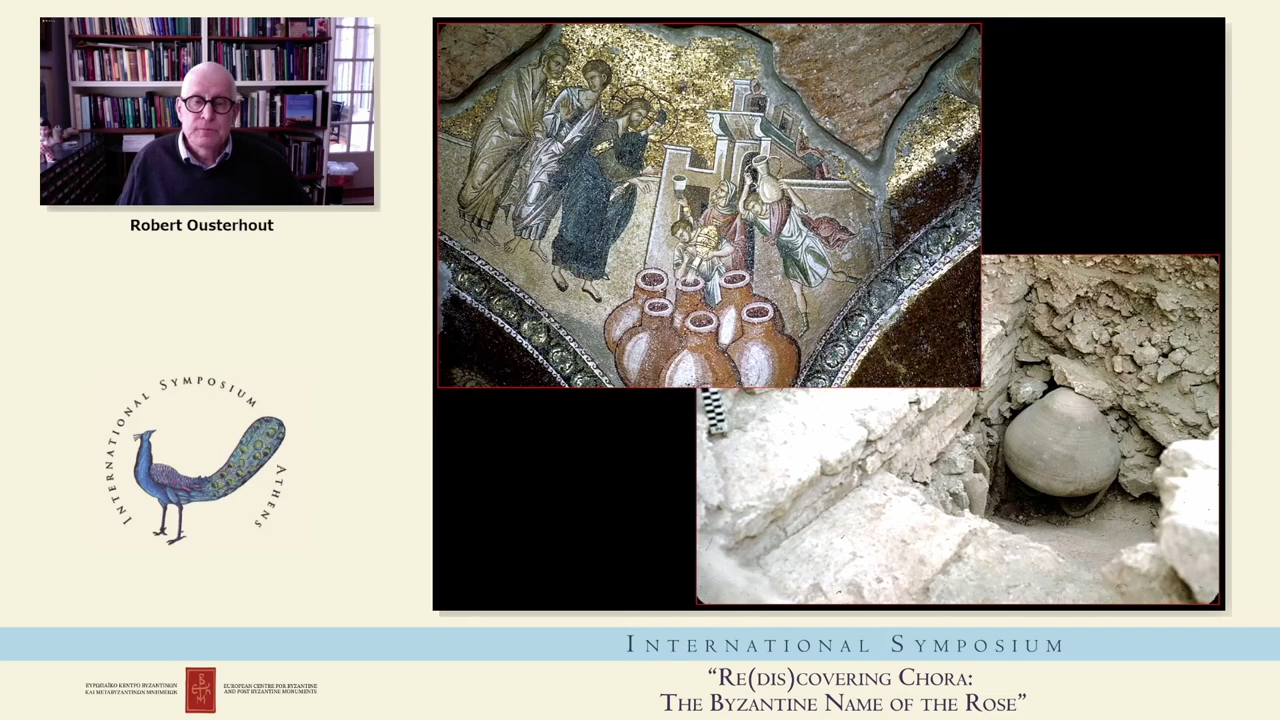 Robert Ousterhout
INTERNATIONAL SYMPOSIUM ATHENS
INTERNATIONAL SYMPOSIUM
ΕΥΡΩΠΑΪΚΟ ΚΕΝΤΡΟ ΒΥΖΑΝΤΙΝΩΝ
ΚΑΙ ΜΕΤΑΒΥΖΑΝΤΙΝΩΝ ΜΝΗΜΕΙΩΝ
EUROPEAN CENTRE FOR BYZANTINE
AND POST BYZANTINE MONUMENTS
“RE(DIS)COVERING CHORA:
THE BYZANTINE NAME OF THE ROSE”